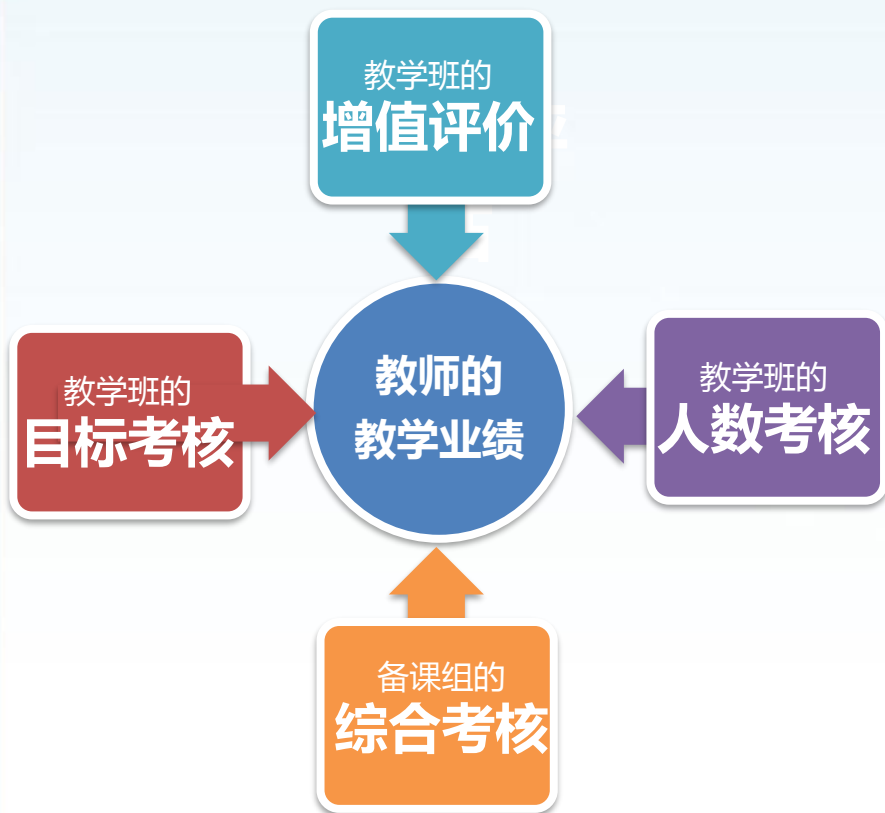 教学班的
增值评价
教师的
教学业绩
教学班的
目标考核
教学班的
人数考核
备课组的
综合考核